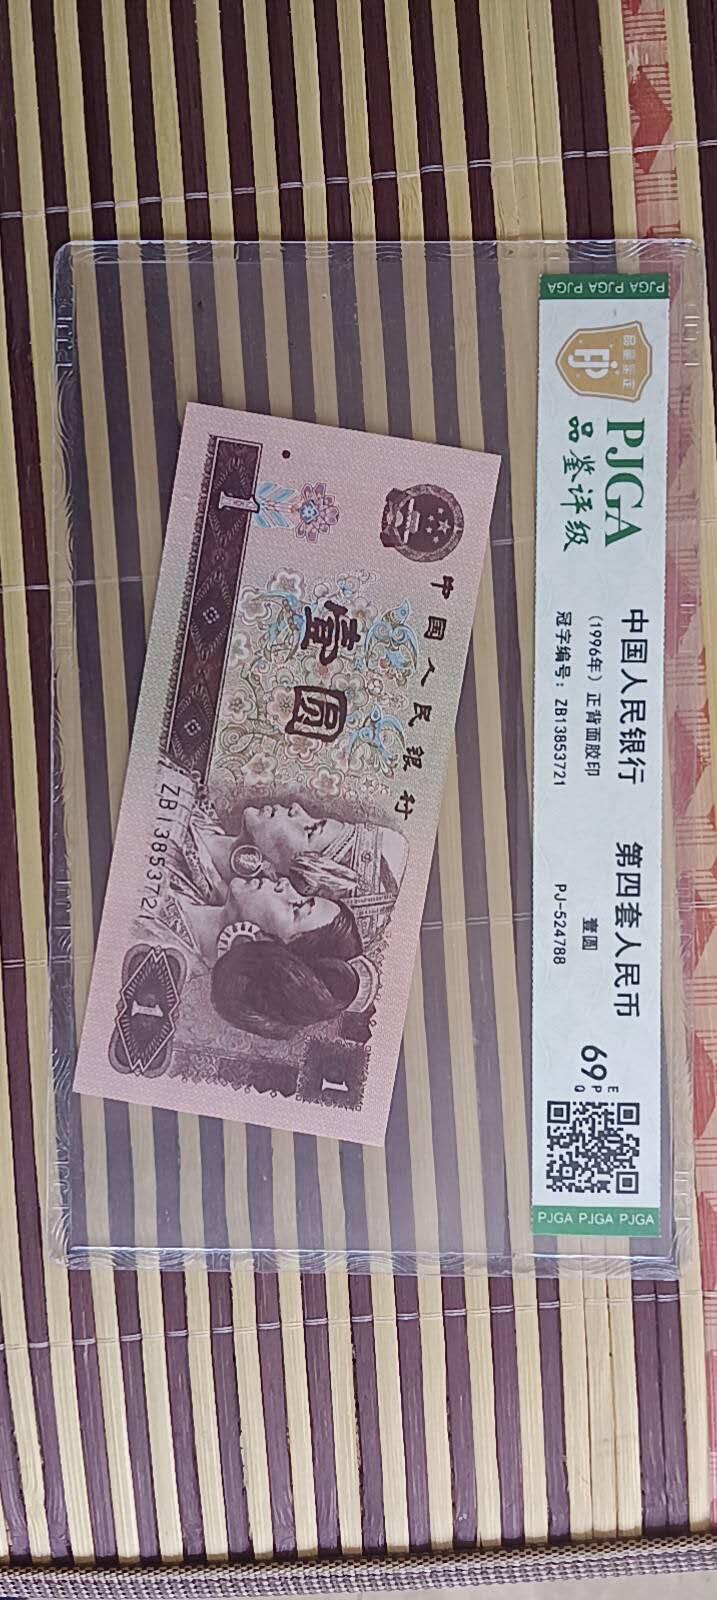 PJGA PJGA PJGA
品鉴评级
PJGA
品鉴评级
中国人民银行 第四套人民币
(1996年) 正背面胶印 壹圆
冠字编号: ZB13853721 PJ-524788
69 E
P
Q
PJGA PJGA PJGA
中国人民银行
壹圆
1
ZB13853721
1
1